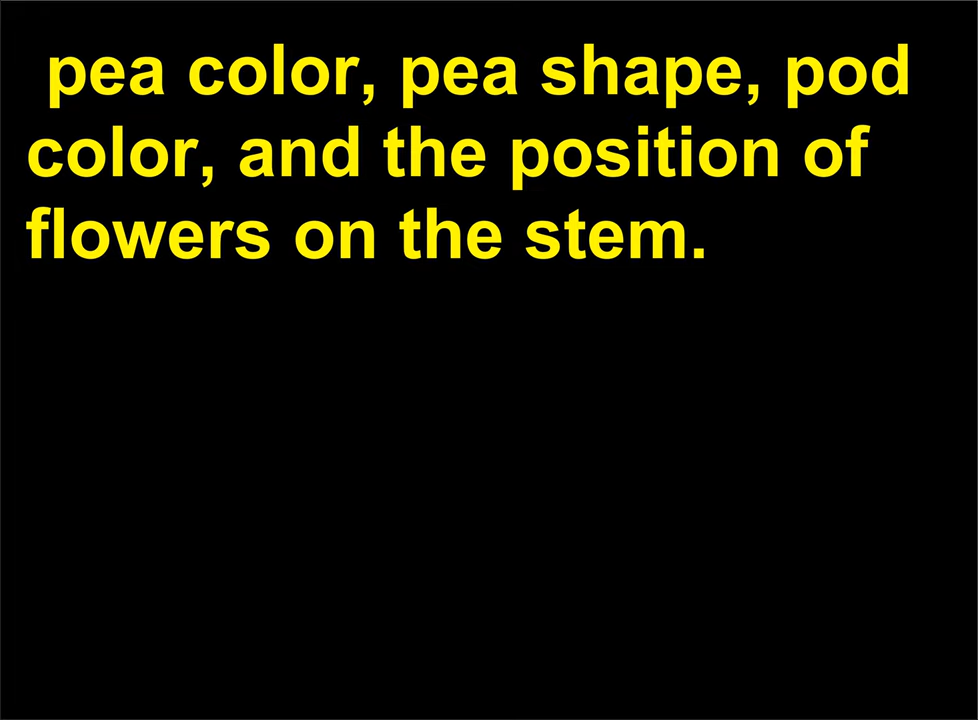 pea color, pea shape, pod
color, and the position of
flowers on the stem.